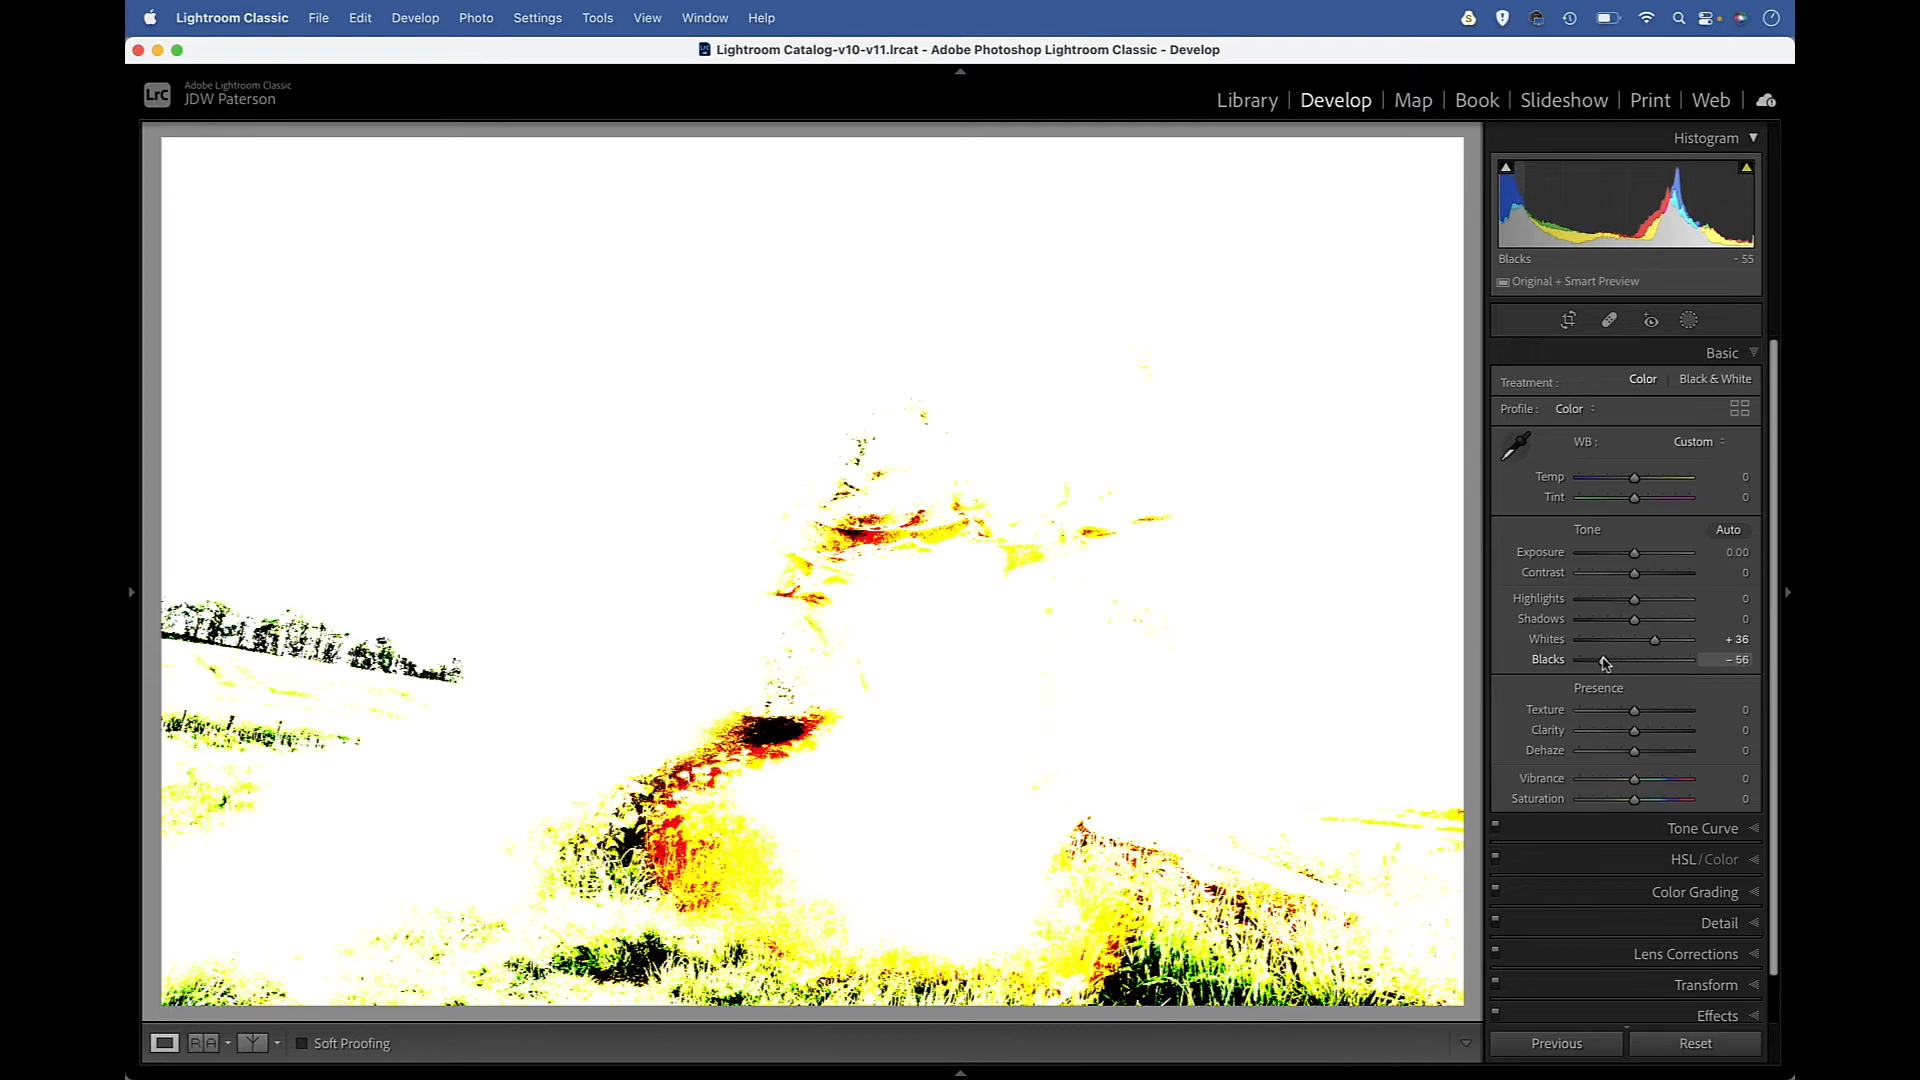 Lightroom Classic File Edit Develop Photo Settings Tools View Window Help
Lightroom Catalog-v10-v11.lrcat - Adobe Photoshop Lightroom Classic - Develop
LrC
Adobe Lightroom Classic
JDW Paterson
Library | Develop | Map | Book | Slideshow | Print | Web
Histogram
Blacks - 55
Original + Smart Preview
Basic
Treatment : Color | Black & White
Profile : Color
WB : Custom
Temp 0
Tint 0
Tone Auto
Exposure 0.00
Contrast 0
Highlights 0
Shadows 0
Whites + 36
Blacks – 56
Presence
Texture 0
Clarity 0
Dehaze 0
Vibrance 0
Saturation 0
Tone Curve
HSL / Color
Color Grading
Detail
Lens Corrections
Transform
Effects
R A Soft Proofing
Previous Reset